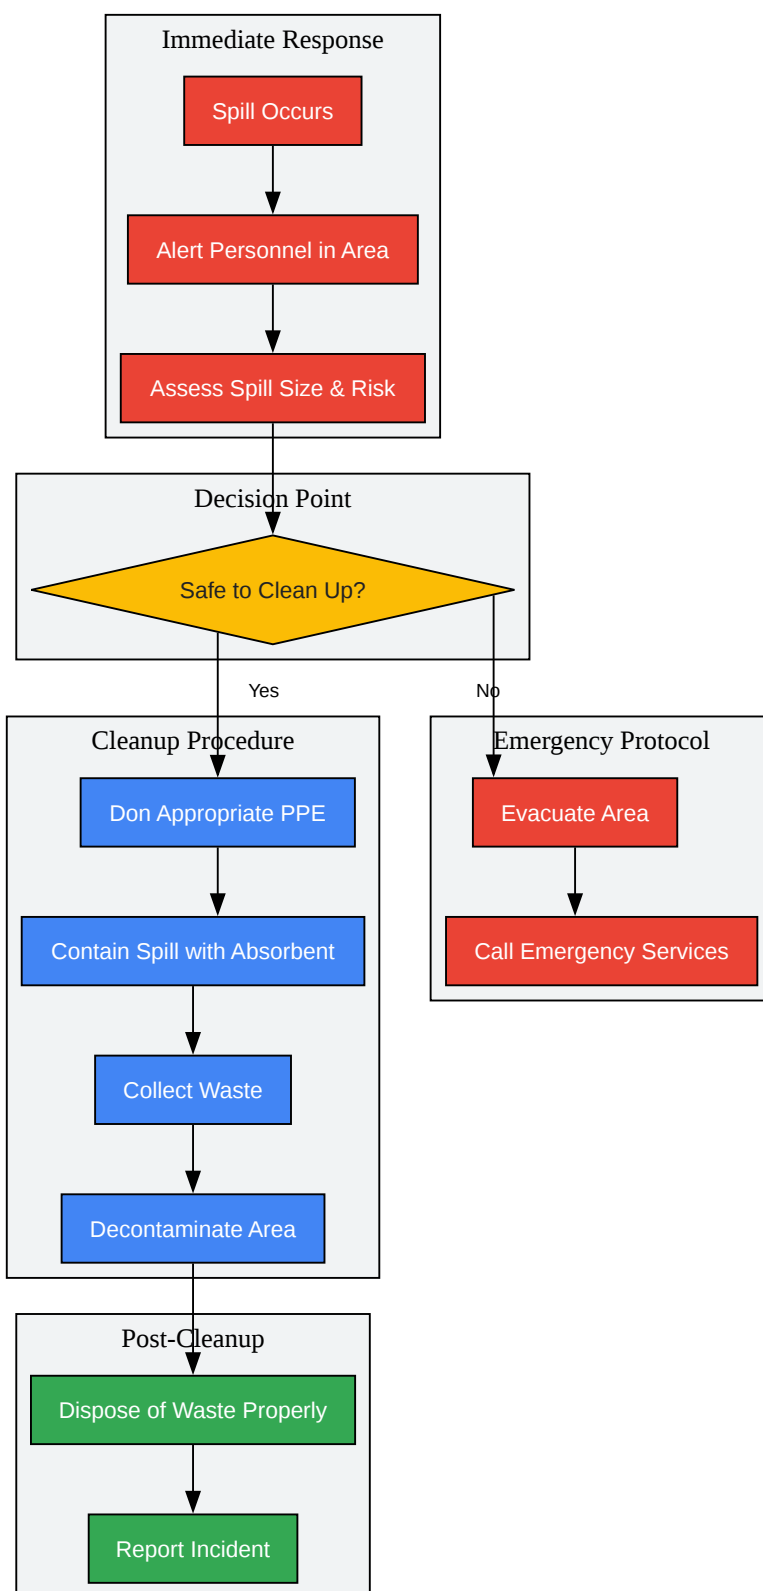 Immediate Response
Spill Occurs
Alert Personnel in Area
Assess Spill Size & Risk
Decision Point
Safe to Clean Up?
Yes
No
Cleanup Procedure
Don Appropriate PPE
Contain Spill with Absorbent
Collect Waste
Decontaminate Area
Emergency Protocol
Evacuate Area
Call Emergency Services
Post-Cleanup
Dispose of Waste Properly
Report Incident